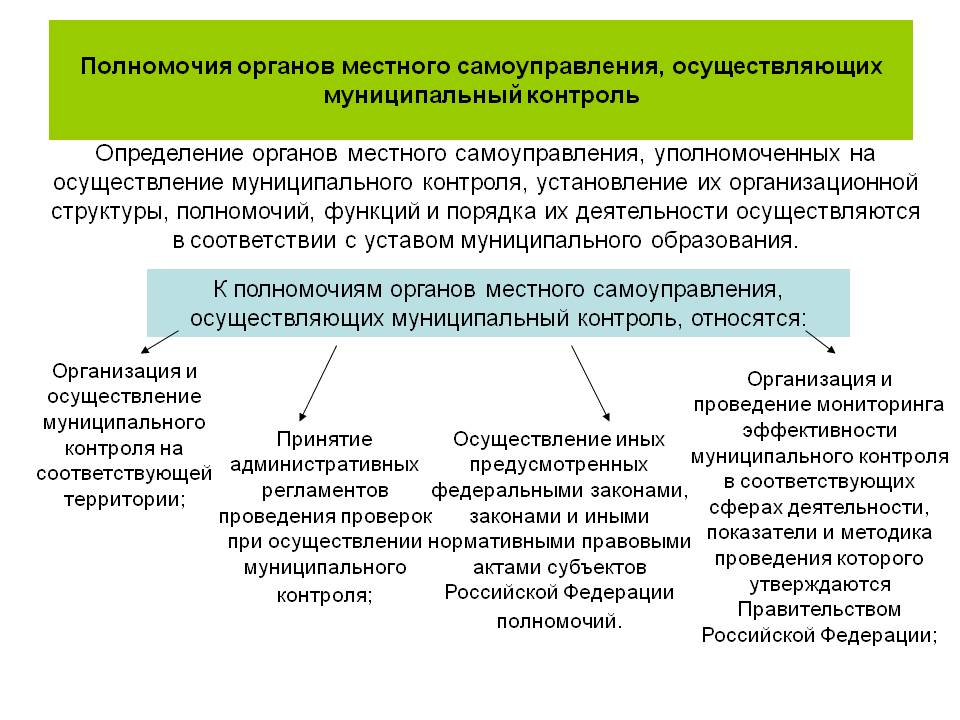 Полномочия органов местного самоуправления, осуществляющих
муниципальный контроль
Определение органов местного самоуправления, уполномоченных на
осуществление муниципального контроля, установление их организационной
структуры, полномочий, функций и порядка их деятельности осуществляются
в соответствии с уставом муниципального образования.
К полномочиям органов местного самоуправления,
осуществляющих муниципальный контроль, относятся:
Организация и
осуществление
муниципального
контроля на
соответствующей
территории;
Принятие
административных
регламентов
проведения проверок
при осуществлении
муниципального
контроля;
Осуществление иных
предусмотренных
федеральными законами,
законами и иными
нормативными правовыми
актами субъектов
Российской Федерации
полномочий.
Организация и
проведение мониторинга
эффективности
муниципального контроля
в соответствующих
сферах деятельности,
показатели и методика
проведения которого
утверждаются
Правительством
Российской Федерации;